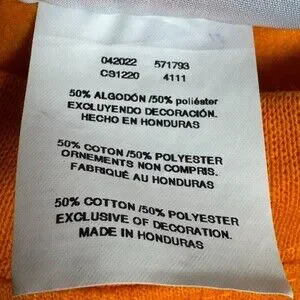 042022 571793
CS1220 4111
50% ALGODÓN /50% poliéster
EXCLUYENDO DECORACIÓN.
HECHO EN HONDURAS
50% COTON /50% POLYESTER
ORNEMENTS NON COMPRIS.
FABRIQUÉ AU HONDURAS
50% COTTON /50% POLYESTER
EXCLUSIVE OF DECORATION.
MADE IN HONDURAS